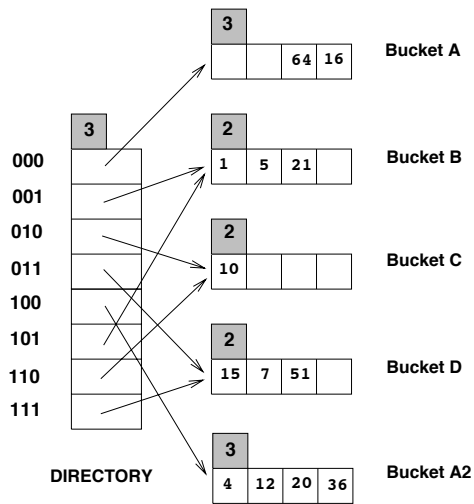 3
64 16
Bucket A
3
2
000
1 5 21
Bucket B
001
010
2
011
10
Bucket C
100
101
2
110
15 7 51
Bucket D
111
3
DIRECTORY
4 12 20 36
Bucket A2